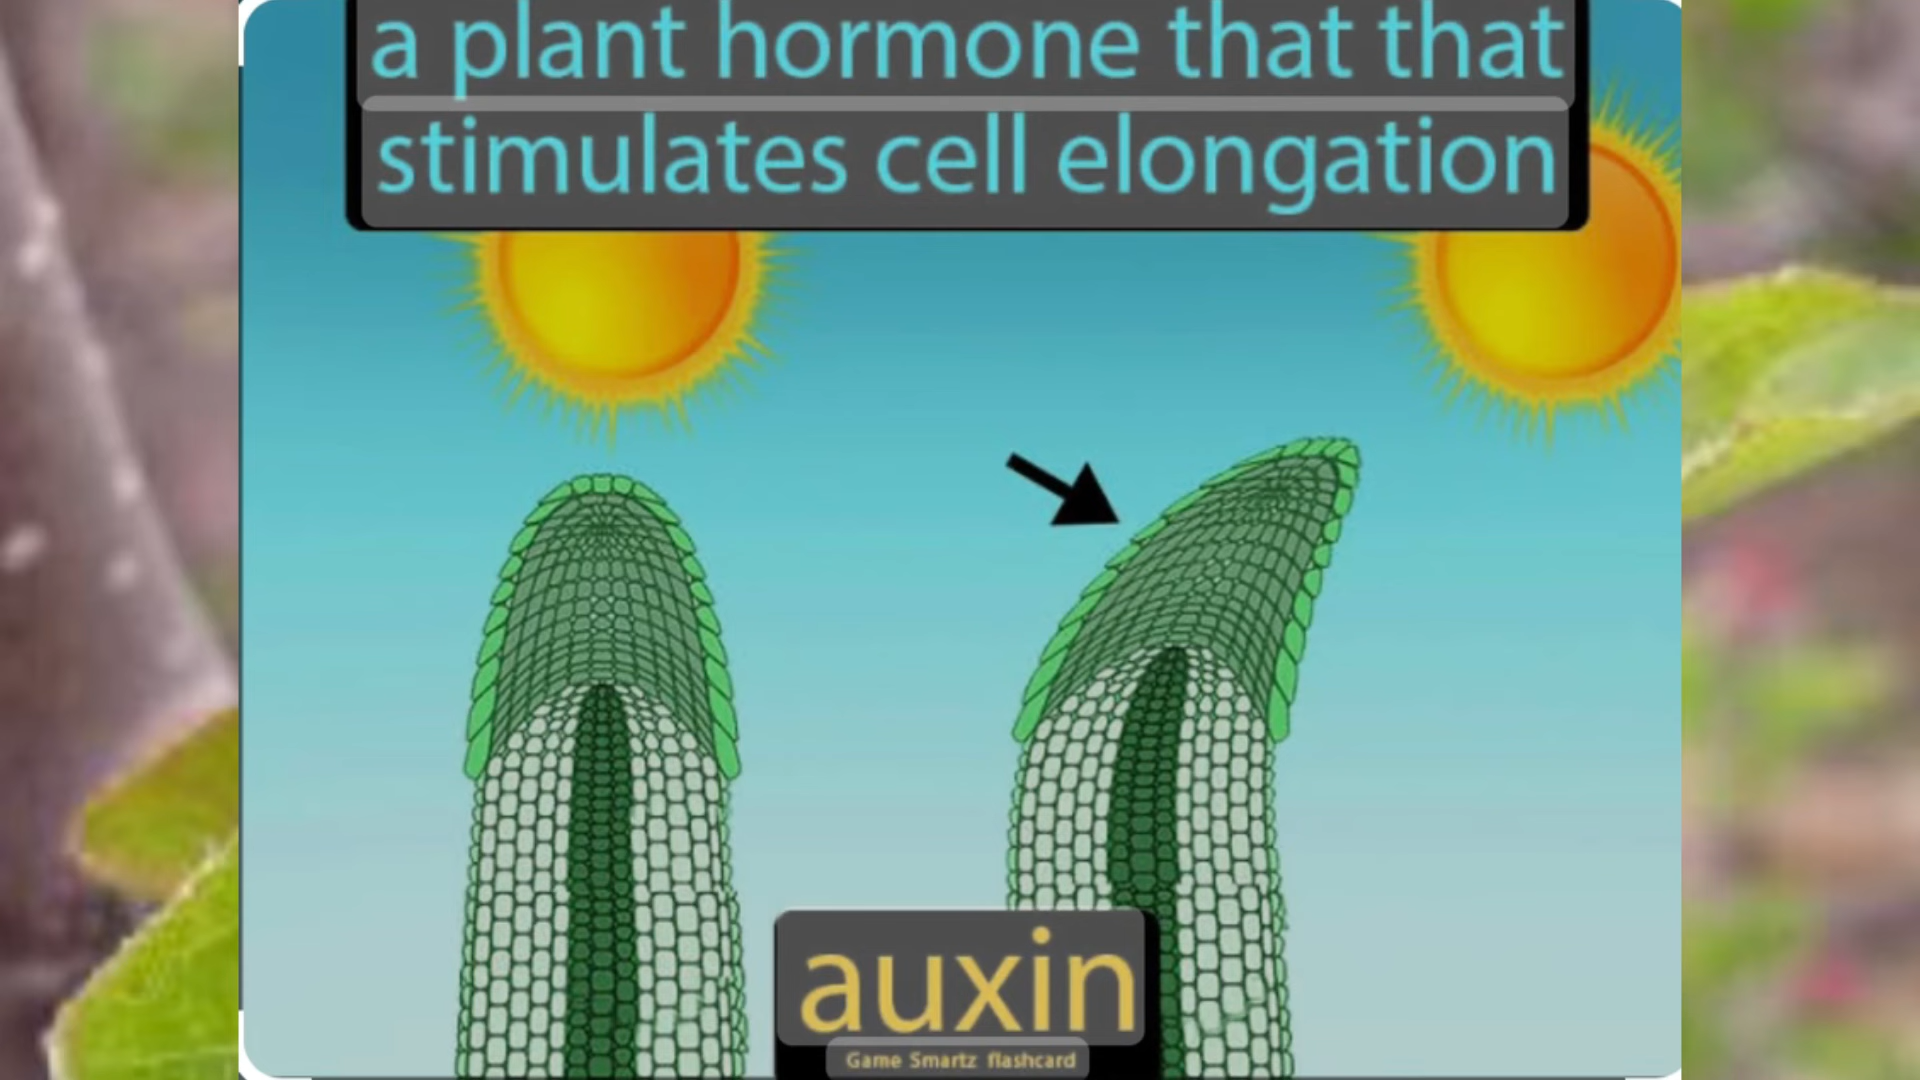 a plant hormone that that
stimulates cell elongation
auxin
Game Smartz flashcard